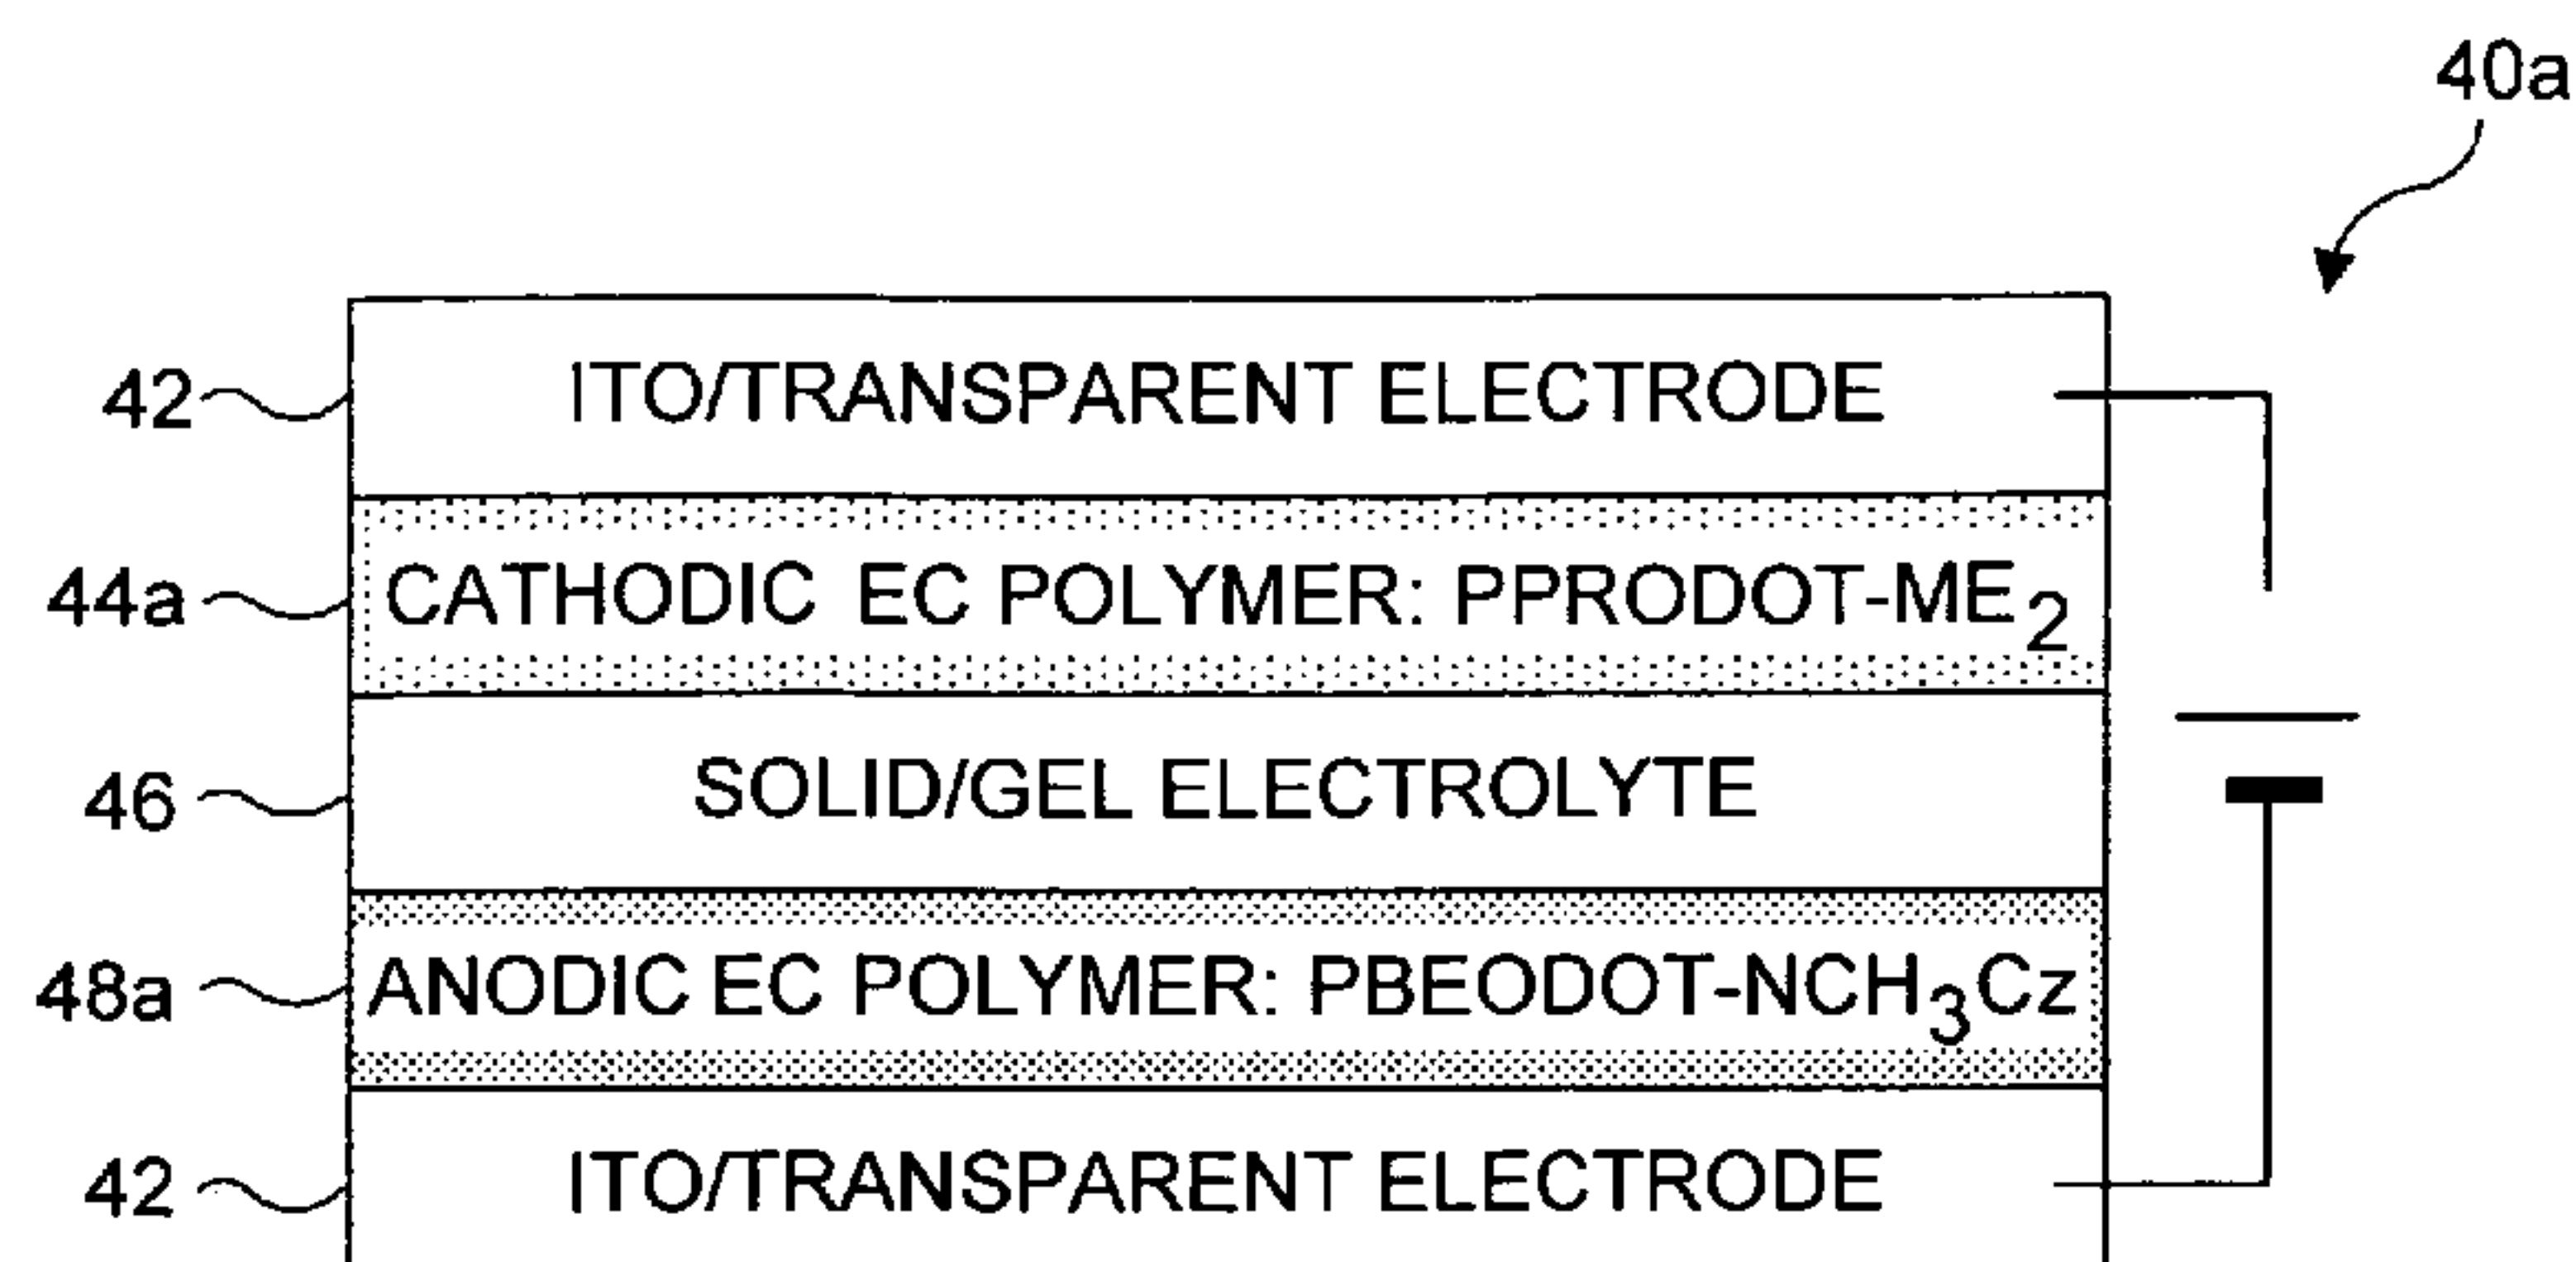 40a
42 ITO/TRANSPARENT ELECTRODE
44a CATHODIC EC POLYMER: PPRODOT-ME2
46 SOLID/GEL ELECTROLYTE
48a ANODIC EC POLYMER: PBEODOT-NCH3Cz
42 ITO/TRANSPARENT ELECTRODE